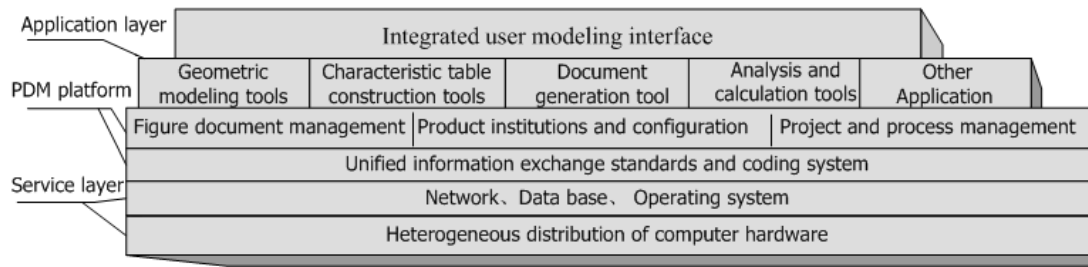 Application layer
Integrated user modeling interface
PDM platform
Geometric
modeling tools
Characteristic table
construction tools
Document
generation tool
Analysis and
calculation tools
Other
Application
Figure document management
Product institutions and configuration
Project and process management
Unified information exchange standards and coding system
Service layer
Network、Data base、 Operating system
Heterogeneous distribution of computer hardware